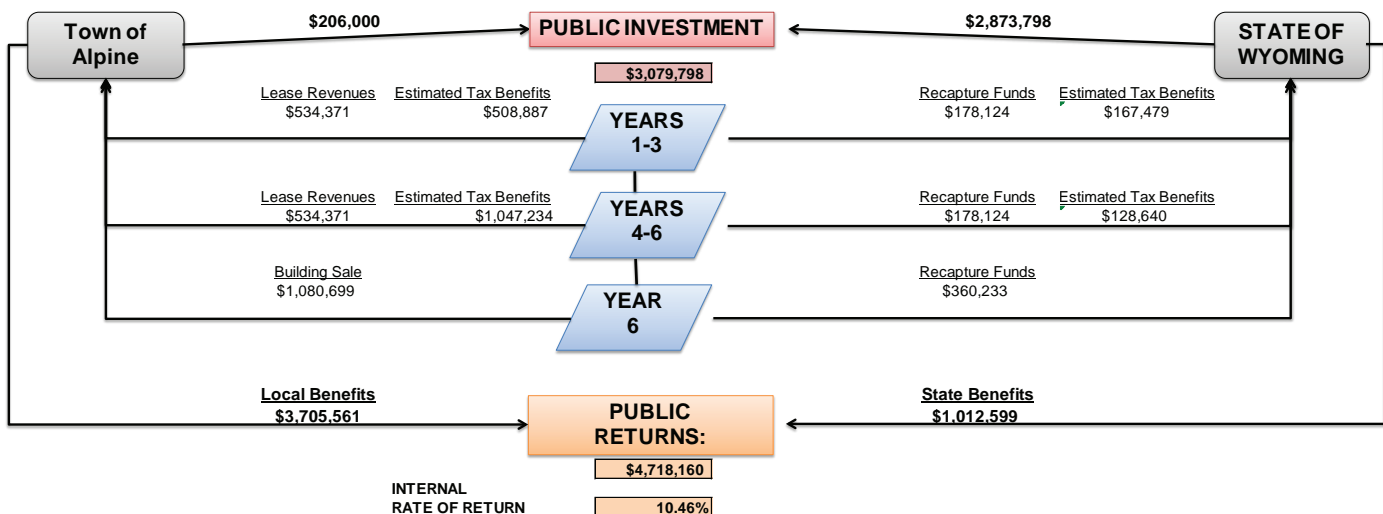 $206,000
$2,873,798
Town of
Alpine
PUBLIC INVESTMENT
STATE OF
WYOMING
$3,079,798
Lease Revenues Estimated Tax Benefits
$534,371 $508,887
YEARS
1-3
Recapture Funds Estimated Tax Benefits
$178,124 $167,479
Lease Revenues Estimated Tax Benefits
$534,371 $1,047,234
YEARS
4-6
Recapture Funds Estimated Tax Benefits
$178,124 $128,640
Building Sale
$1,080,699
YEAR
6
Recapture Funds
$360,233
Local Benefits
$3,705,561
PUBLIC
RETURNS:
State Benefits
$1,012,599
$4,718,160
INTERNAL
RATE OF RETURN 10.46%